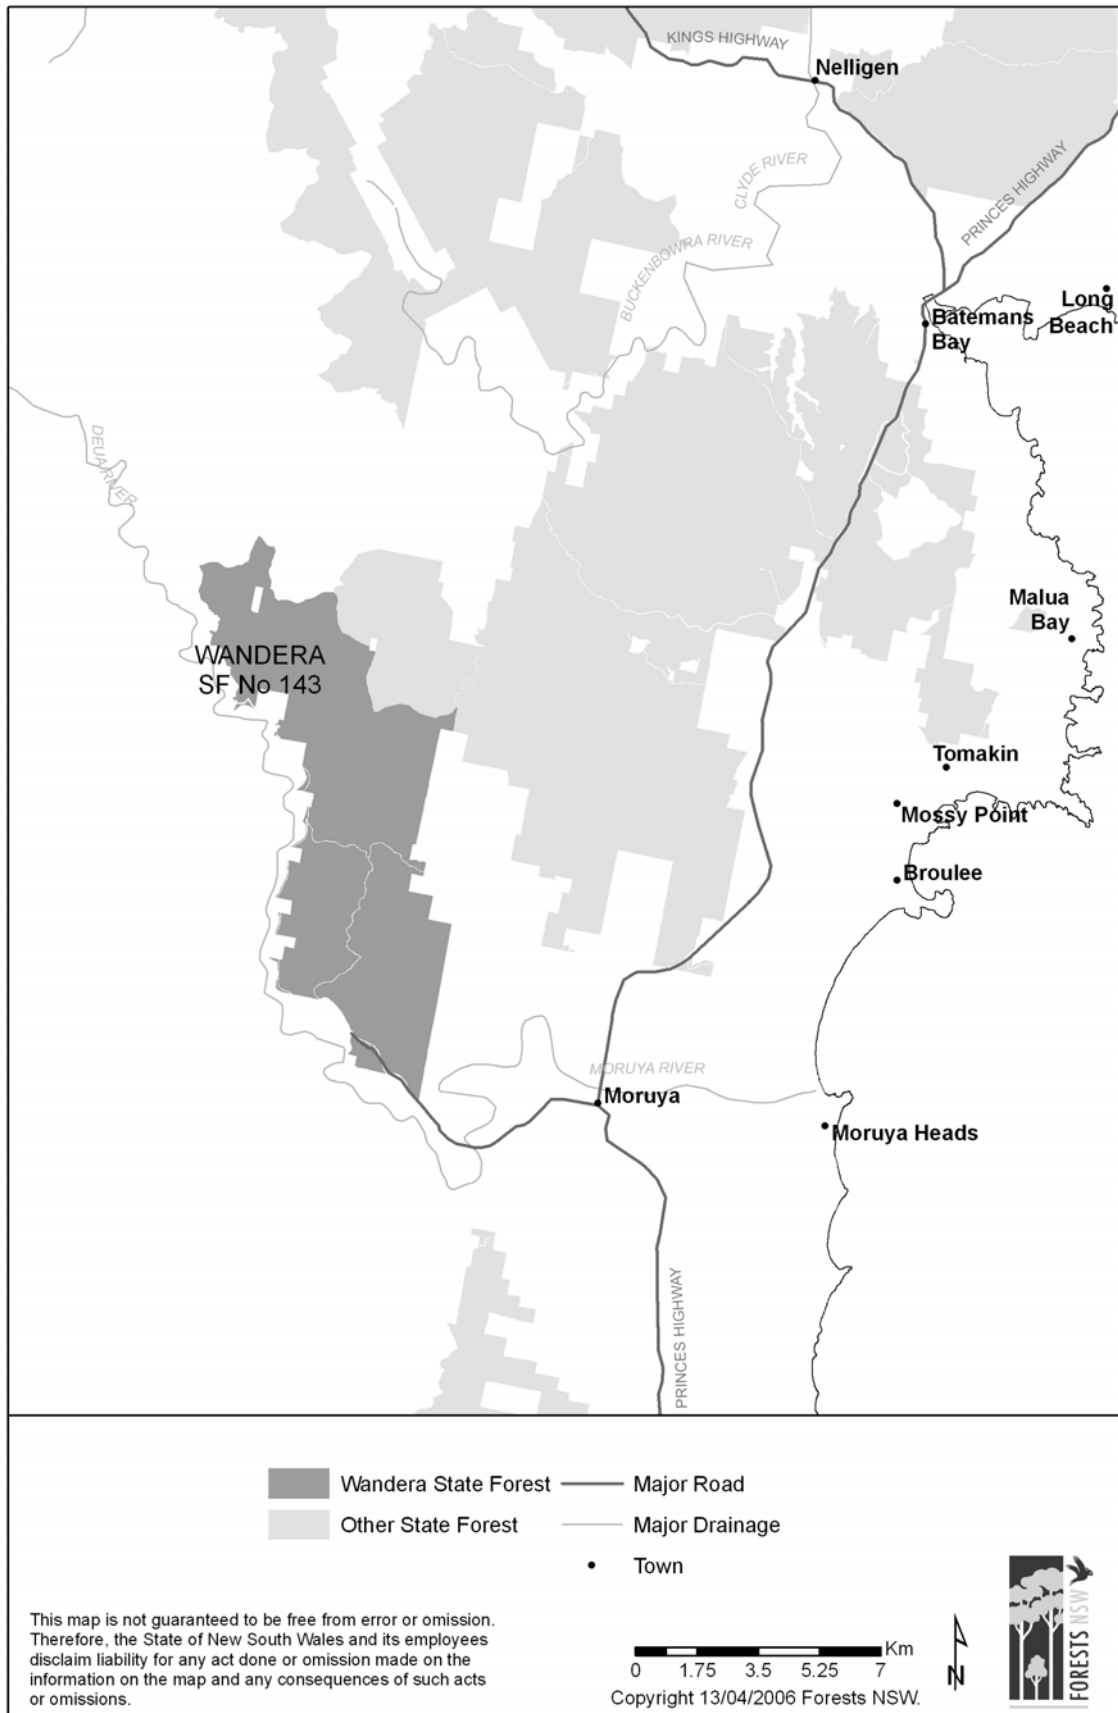 KINGS HIGHWAY
Nelligen
CLYDE RIVER
PRINCES HIGHWAY
BUCKENBOWRA RIVER
Long
Beach
Batemans
Bay
DEUA RIVER
Malua
Bay
WANDERA
SF No 143
Tomakin
Mossy Point
Broulee
MORUYA RIVER
Moruya
Moruya Heads
PRINCES HIGHWAY
Wandera State Forest
Major Road
Other State Forest
Major Drainage
Town
This map is not guaranteed to be free from error or omission.
Therefore, the State of New South Wales and its employees
disclaim liability for any act done or omission made on the
information on the map and any consequences of such acts
or omissions.
Km
0 1.75 3.5 5.25 7
Copyright 13/04/2006 Forests NSW.
N
FORESTS NSW